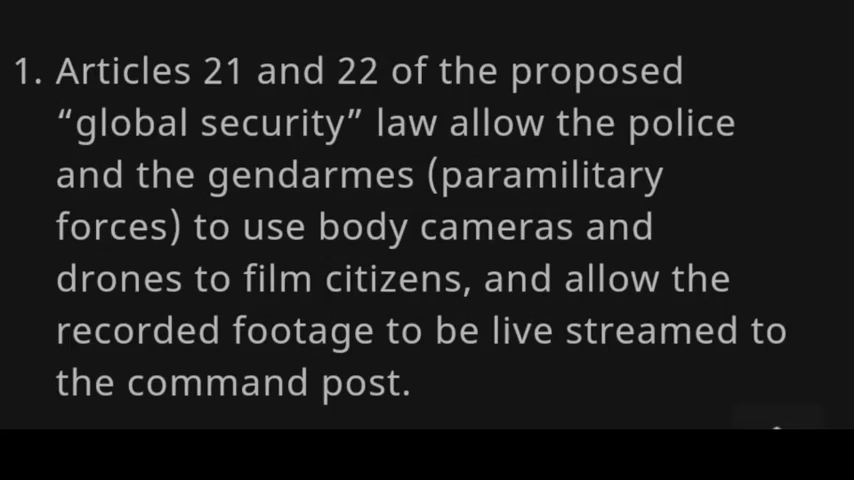 1. Articles 21 and 22 of the proposed
“global security” law allow the police
and the gendarmes (paramilitary
forces) to use body cameras and
drones to film citizens, and allow the
recorded footage to be live streamed to
the command post.